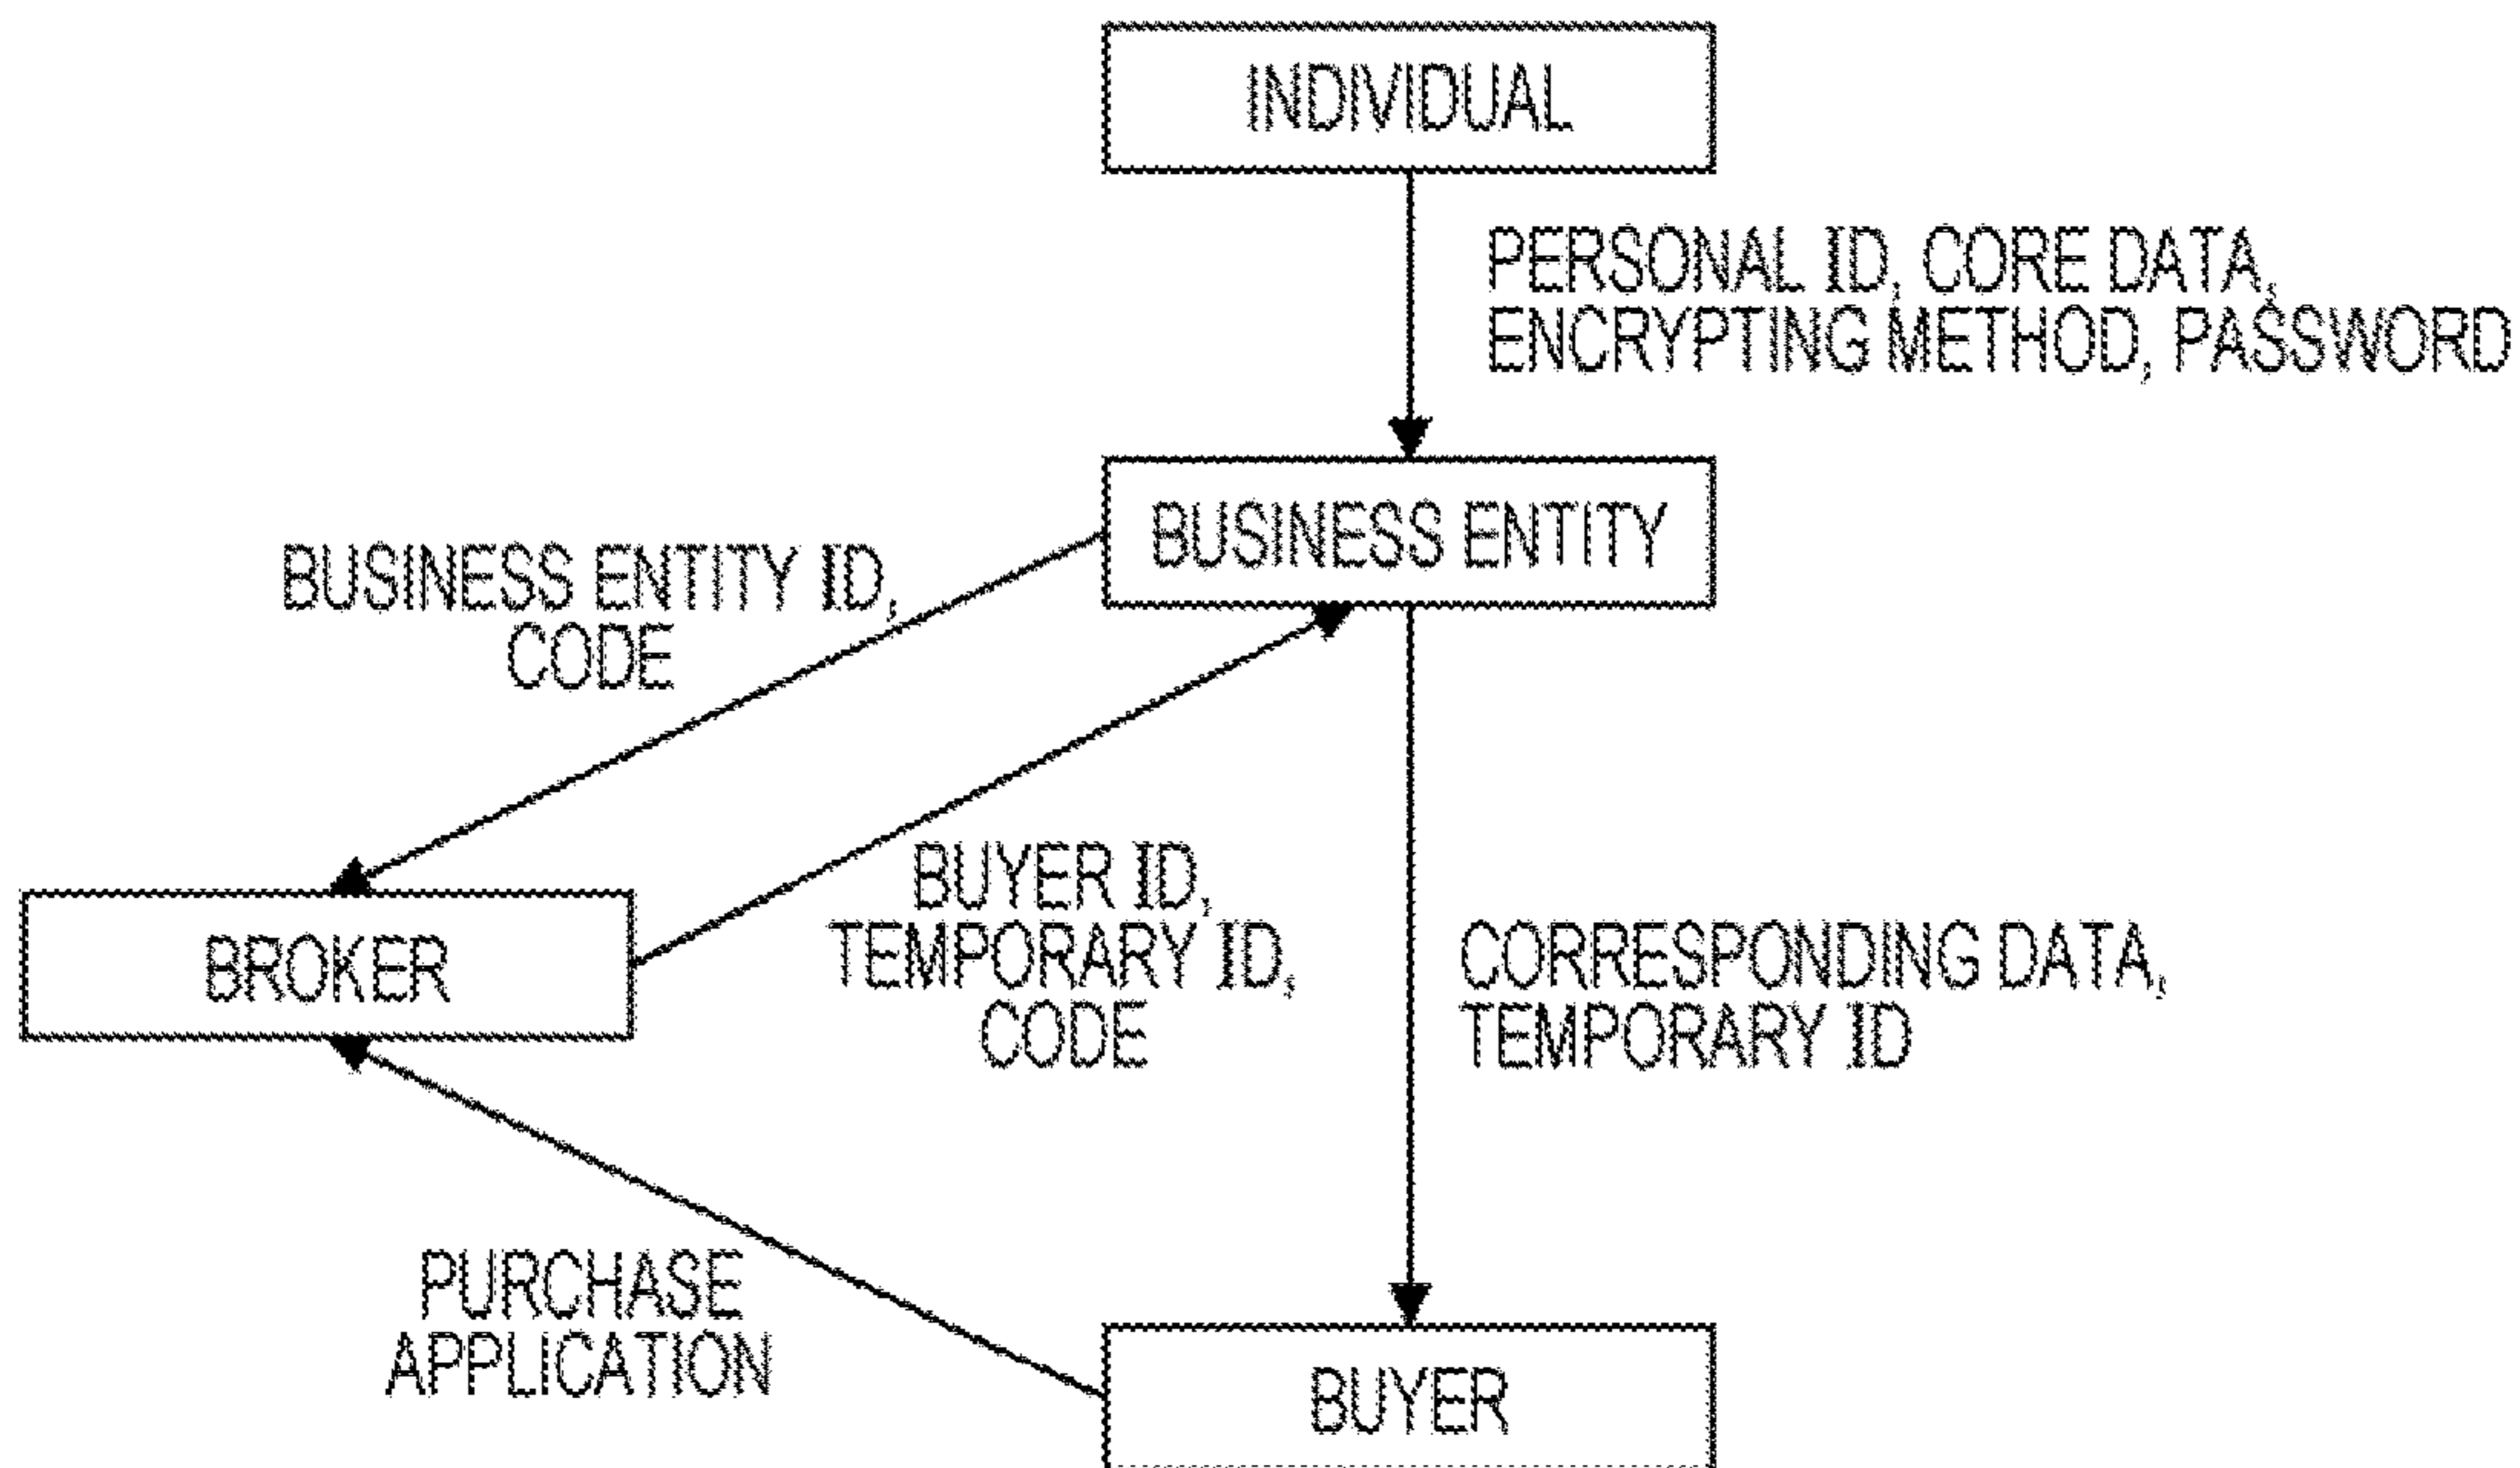 INDIVIDUAL
PERSONAL ID, CORE DATA,
ENCRYPTING METHOD, PASSWORD
BUSINESS ENTITY
BUSINESS ENTITY ID,
CODE
BUYER ID,
TEMPORARY ID,
CODE
BROKER
CORRESPONDING DATA,
TEMPORARY ID
PURCHASE
APPLICATION
BUYER